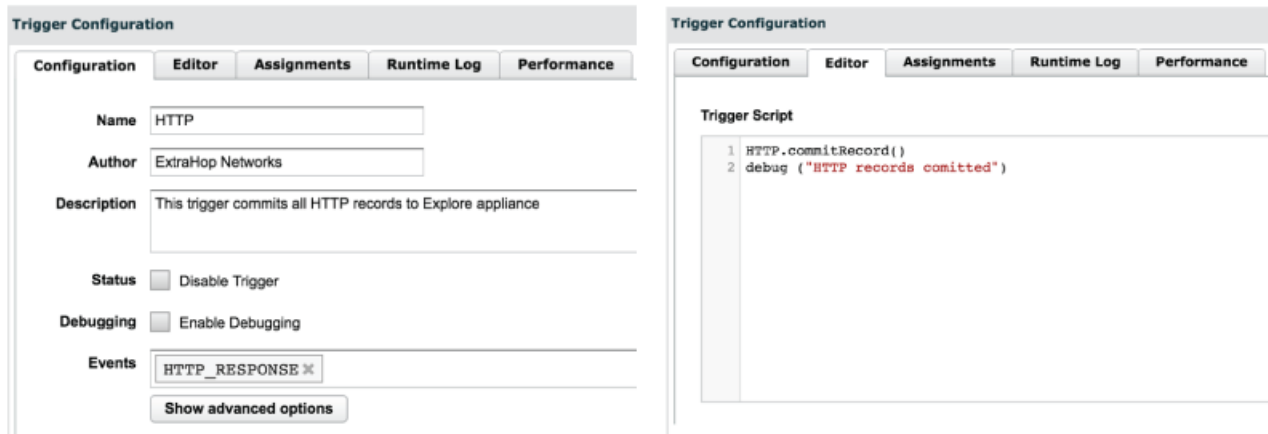 Trigger Configuration
Configuration Editor Assignments Runtime Log Performance
Name HTTP
Author ExtraHop Networks
Description This trigger commits all HTTP records to Explore appliance
Status Disable Trigger
Debugging Enable Debugging
Events HTTP_RESPONSE ×
Show advanced options
Trigger Configuration
Configuration Editor Assignments Runtime Log Performance
Trigger Script
1 HTTP.commitRecord()
2 debug ("HTTP records comitted")